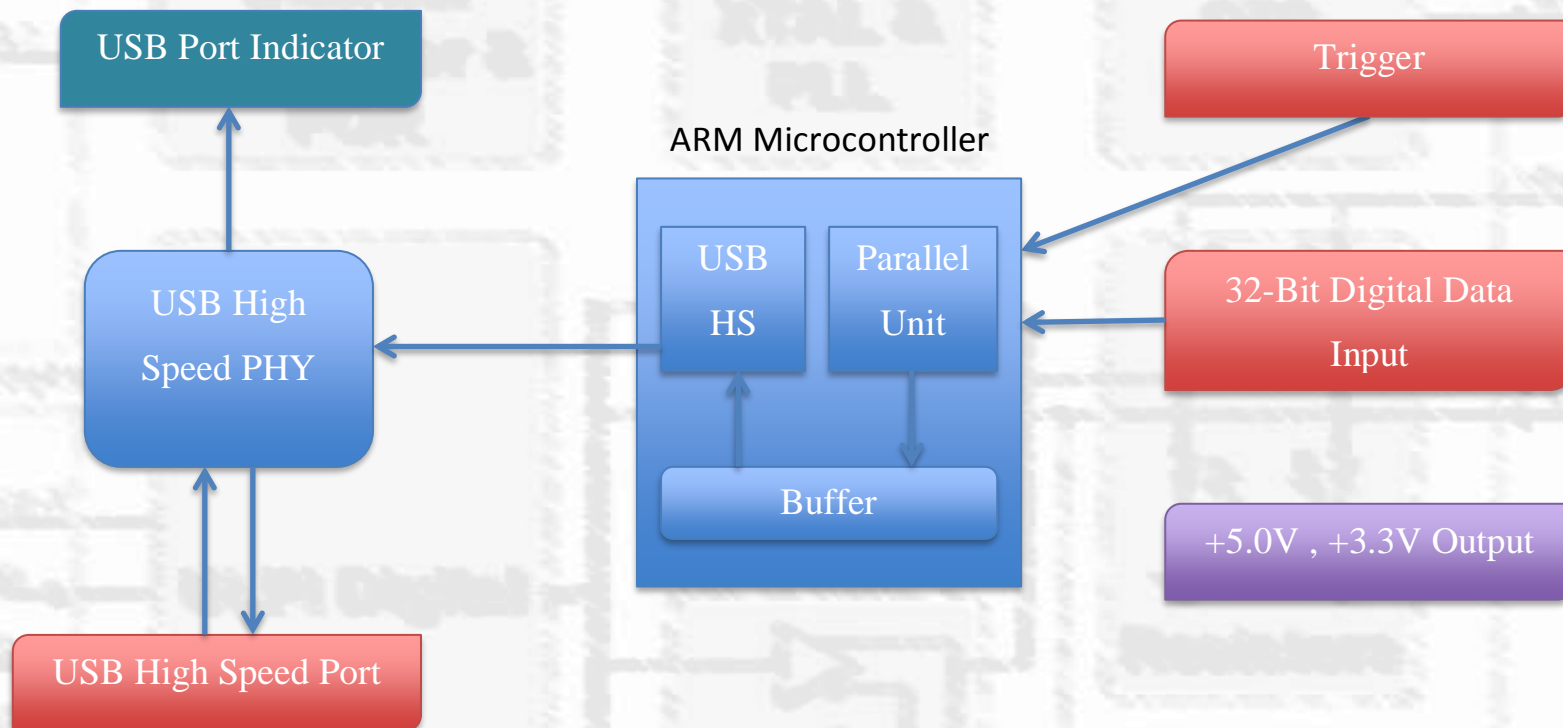 USB Port Indicator
Trigger
ARM Microcontroller
USB
HS
Parallel
Unit
USB High
Speed PHY
32-Bit Digital Data
Input
Buffer
+5.0V , +3.3V Output
USB High Speed Port